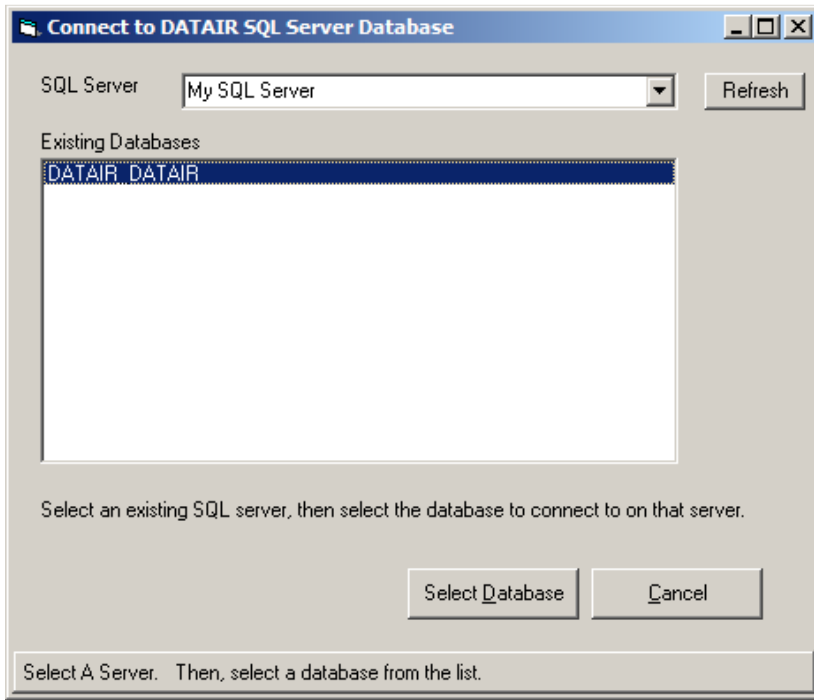 Connect to DATAIR SQL Server Database
SQL Server My SQL Server Refresh
Existing Databases
DATAIR_DATAIR
Select an existing SQL server, then select the database to connect to on that server.
Select Database Cancel
Select A Server. Then, select a database from the list.